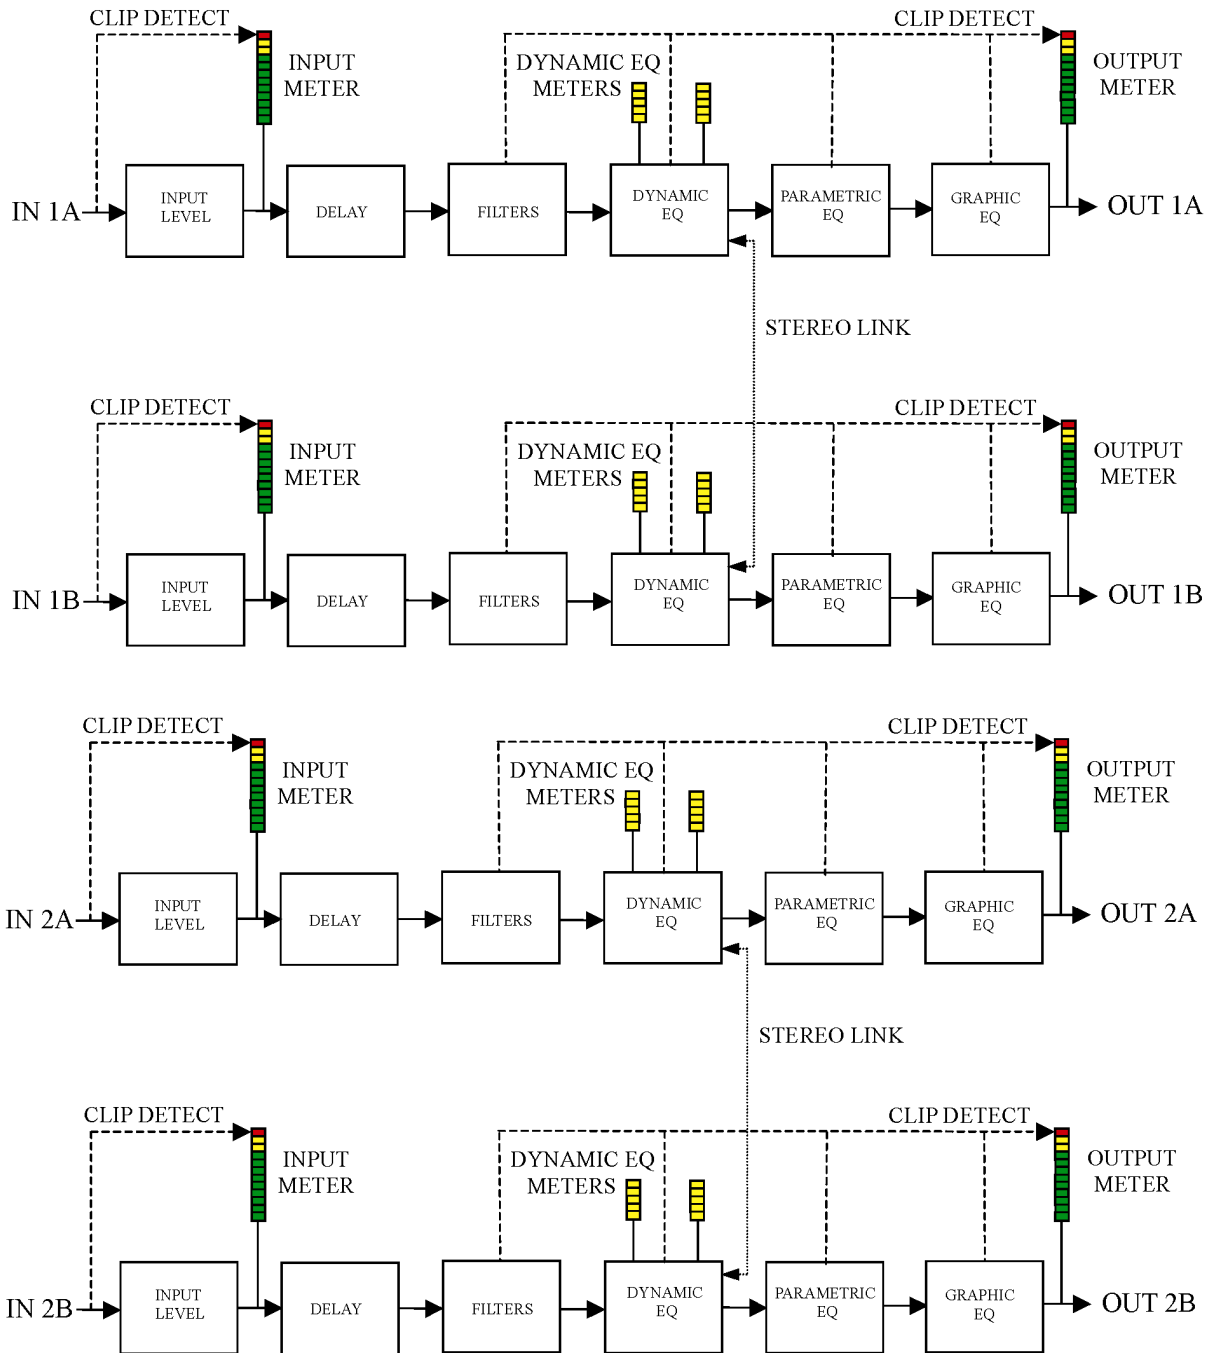 CLIP DETECT
CLIP DETECT
INPUT
METER
DYNAMIC EQ
METERS
OUTPUT
METER
IN 1A
INPUT
LEVEL
DELAY
FILTERS
DYNAMIC
EQ
PARAMETRIC
EQ
GRAPHIC
EQ
OUT 1A
STEREO LINK
CLIP DETECT
CLIP DETECT
INPUT
METER
DYNAMIC EQ
METERS
OUTPUT
METER
IN 1B
INPUT
LEVEL
DELAY
FILTERS
DYNAMIC
EQ
PARAMETRIC
EQ
GRAPHIC
EQ
OUT 1B
CLIP DETECT
CLIP DETECT
INPUT
METER
DYNAMIC EQ
METERS
OUTPUT
METER
IN 2A
INPUT
LEVEL
DELAY
FILTERS
DYNAMIC
EQ
PARAMETRIC
EQ
GRAPHIC
EQ
OUT 2A
STEREO LINK
CLIP DETECT
CLIP DETECT
INPUT
METER
DYNAMIC EQ
METERS
OUTPUT
METER
IN 2B
INPUT
LEVEL
DELAY
FILTERS
DYNAMIC
EQ
PARAMETRIC
EQ
GRAPHIC
EQ
OUT 2B